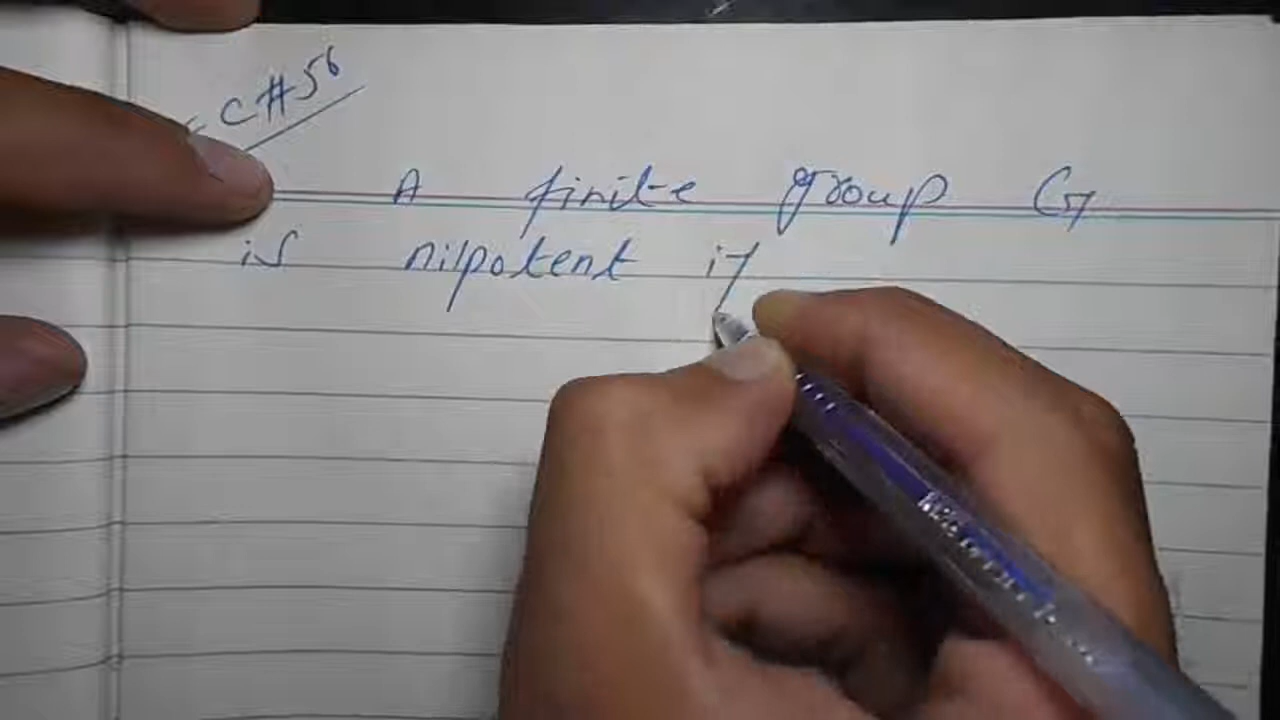 C#56
A finite group G
is nilpotent if